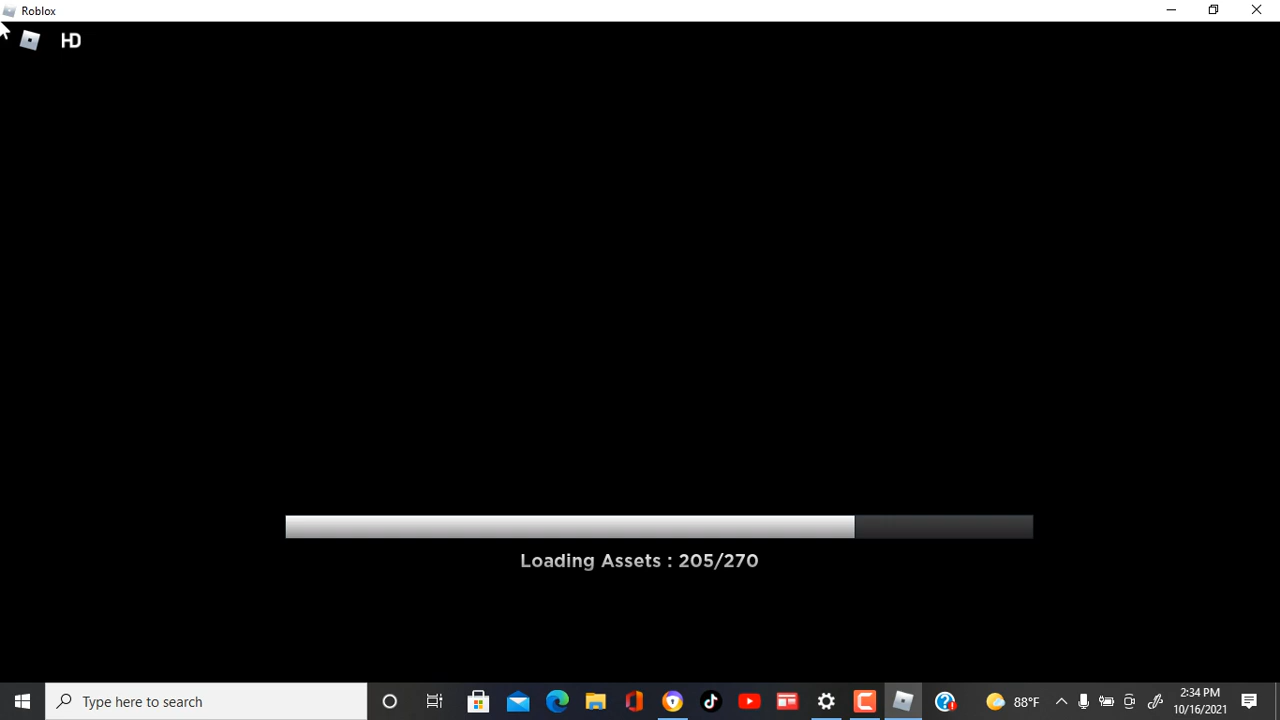 Roblox
HD
Loading Assets : 205/270
Type here to search
88°F
2:34 PM
10/16/2021